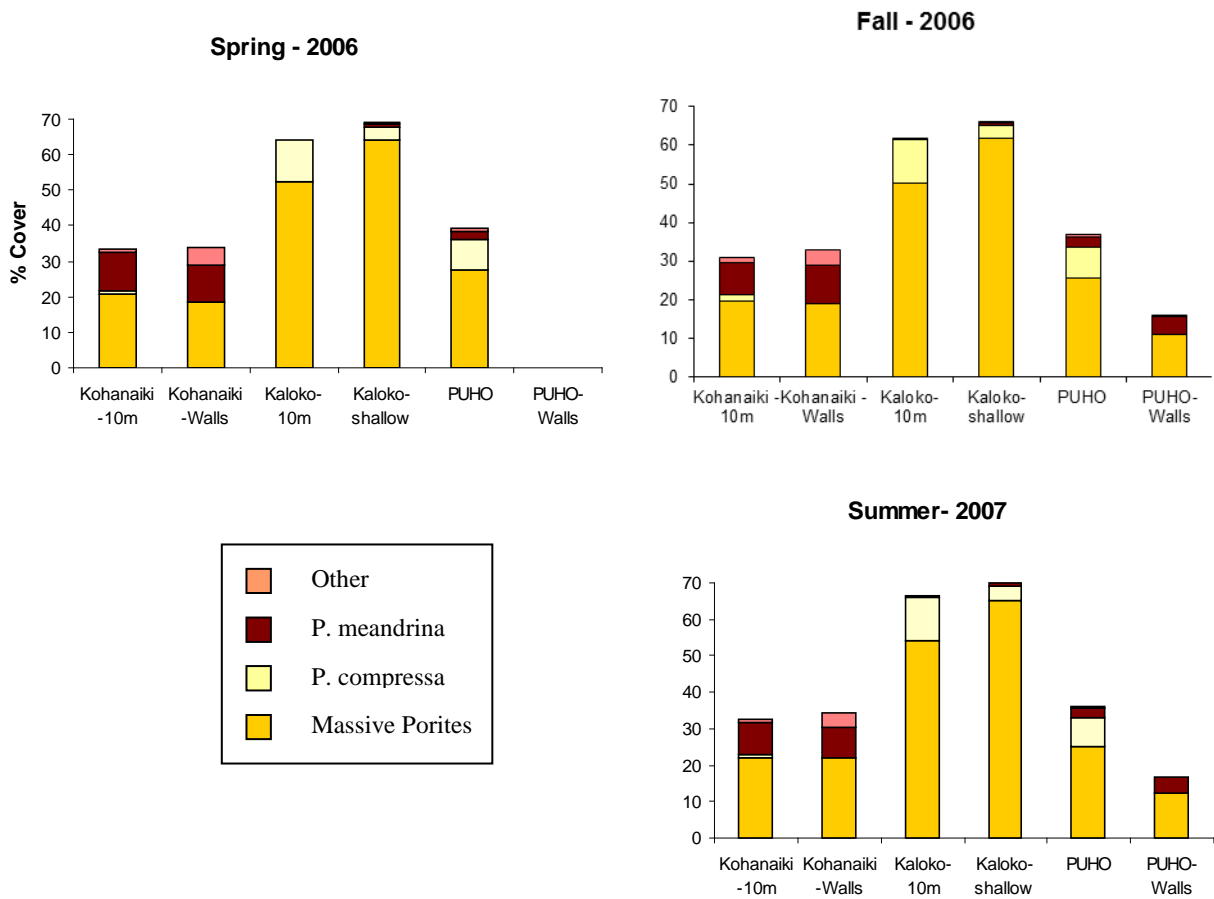 Spring - 2006
% Cover
70
60
50
40
30
20
10
0
Kohanaiki Kohanaiki Kaloko- Kaloko- PUHO PUHO-
-10m -Walls 10m shallow Walls
Fall - 2006
70
60
50
40
30
20
10
0
Kohanaiki -Kohanaiki - Kaloko- Kaloko- PUHO PUHO-
10m Walls 10m shallow Walls
Other
P. meandrina
P. compressa
Massive Porites
Summer- 2007
70
60
50
40
30
20
10
0
Kohanaiki Kohanaiki Kaloko- Kaloko- PUHO PUHO-
-10m -Walls 10m shallow Walls